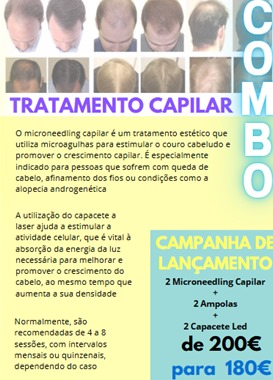 COMBO
TRATAMENTO CAPILAR
O microneedling capilar é um tratamento estético que
utiliza microagulhas para estimular o couro cabeludo e
promover o crescimento capilar. É especialmente
indicado para pessoas que sofrem com queda de
cabelo, afinamento dos fios ou condições como a
alopecia androgenética
A utilização do capacete a
laser ajuda a estimular a
atividade celular, que é vital à
absorção da energia da luz
necessária para melhorar e
promover o crescimento do
cabelo, ao mesmo tempo que
aumenta a sua densidade
Normalmente, são
recomendadas de 4 a 8
sessões, com intervalos
mensais ou quinzenais,
dependendo do caso
CAMPANHA DE
LANÇAMENTO
2 Microneedling Capilar
+
2 Ampolas
+
2 Capacete Led
de 200€
para 180€